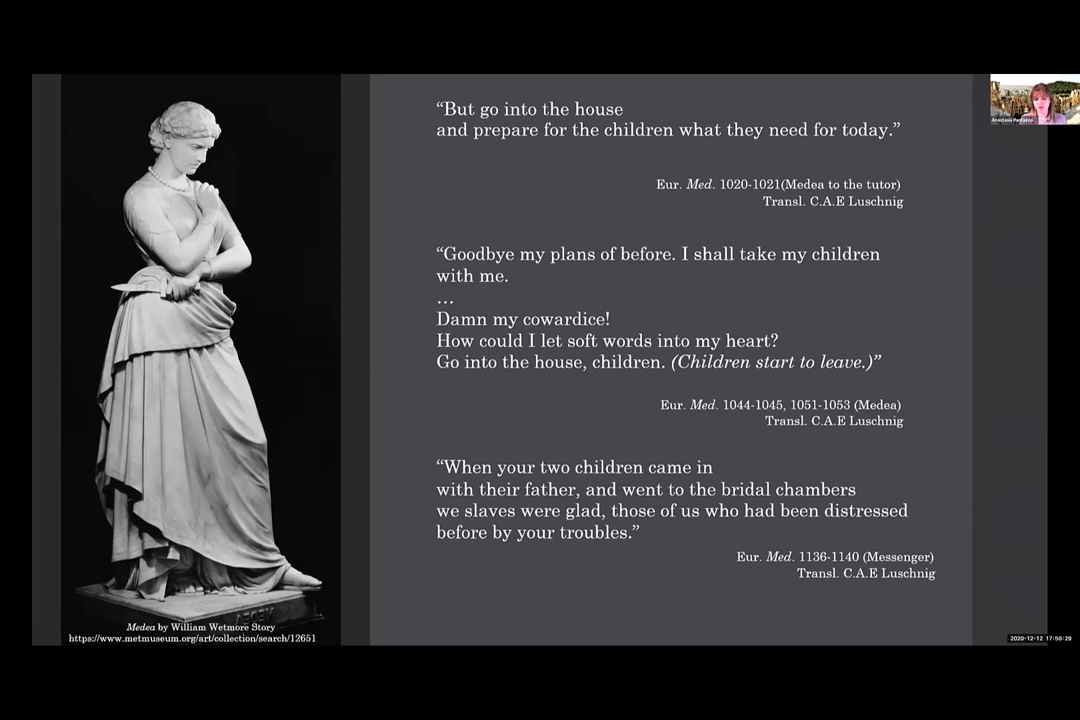 “But go into the house
and prepare for the children what they need for today.”
Eur. Med. 1020-1021(Medea to the tutor)
Transl. C.A.E Luschnig
“Goodbye my plans of before. I shall take my children
with me.
…
Damn my cowardice!
How could I let soft words into my heart?
Go into the house, children. (Children start to leave.)”
Eur. Med. 1044-1045, 1051-1053 (Medea)
Transl. C.A.E Luschnig
“When your two children came in
with their father, and went to the bridal chambers
we slaves were glad, those of us who had been distressed
before by your troubles.”
Eur. Med. 1136-1140 (Messenger)
Transl. C.A.E Luschnig
MEDEA
Medea by William Wetmore Story
https://www.metmuseum.org/art/collection/search/12651
Anastasia
2020-12-12 17:50:29